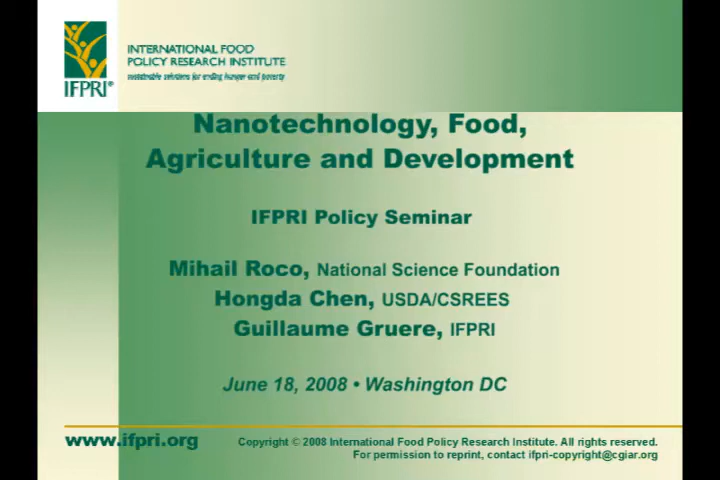 INTERNATIONAL FOOD
POLICY RESEARCH INSTITUTE
sustainable solutions for ending hunger and poverty
IFPRI®
Nanotechnology, Food,
Agriculture and Development
IFPRI Policy Seminar
Mihail Roco, National Science Foundation
Hongda Chen, USDA/CSREES
Guillaume Gruere, IFPRI
June 18, 2008 • Washington DC
www.ifpri.org
Copyright © 2008 International Food Policy Research Institute. All rights reserved.
For permission to reprint, contact ifpri-copyright@cgiar.org